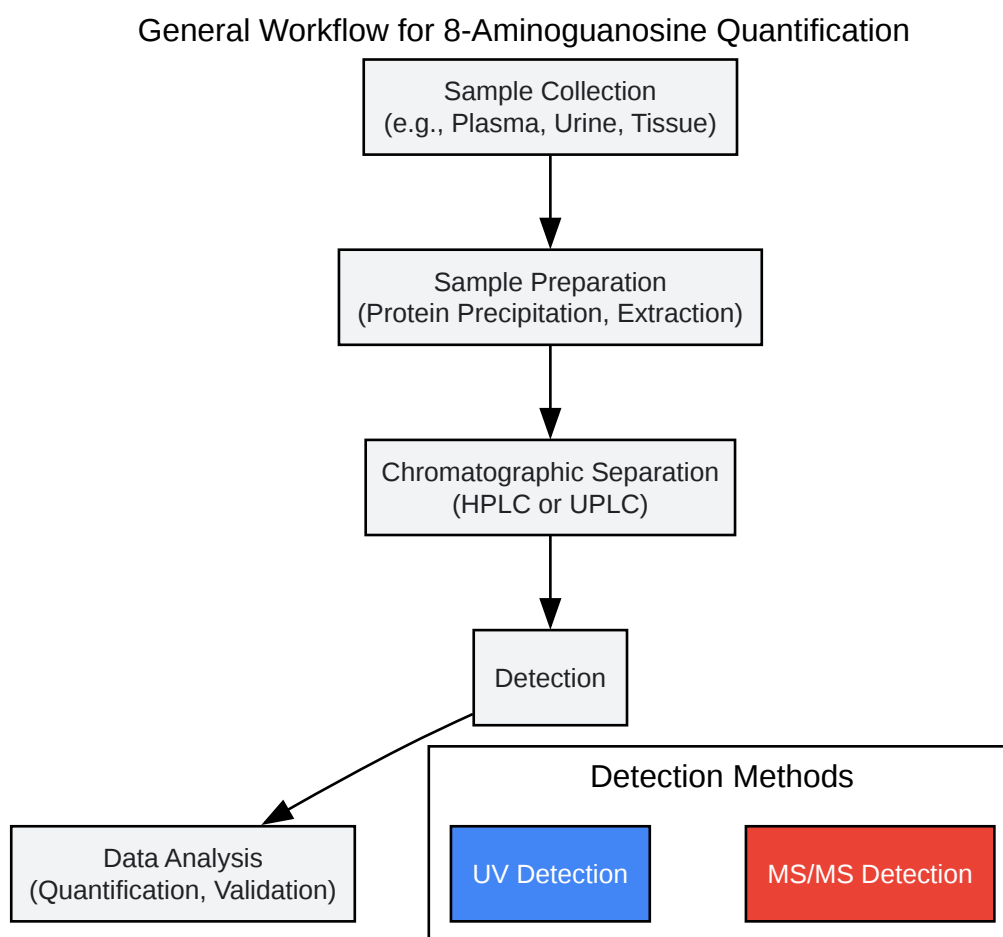 General Workflow for 8-Aminoguanosine Quantification
Sample Collection
(e.g., Plasma, Urine, Tissue)
Sample Preparation
(Protein Precipitation, Extraction)
Chromatographic Separation
(HPLC or UPLC)
Detection
Detection Methods
Data Analysis
(Quantification, Validation)
UV Detection
MS/MS Detection